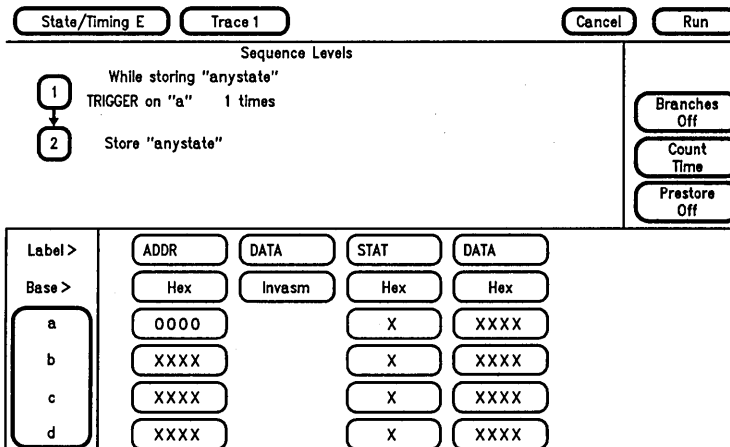 State/Timing E Trace 1 Cancel Run
Sequence Levels
While storing "anystate"
1 TRIGGER on "a" 1 times
2 Store "anystate"
Branches
Off
Count
Time
Prestore
Off
Label > ADDR DATA STAT DATA
Base > Hex Invasm Hex Hex
a 0000 X XXXX
b XXXX X XXXX
c XXXX X XXXX
d XXXX X XXXX